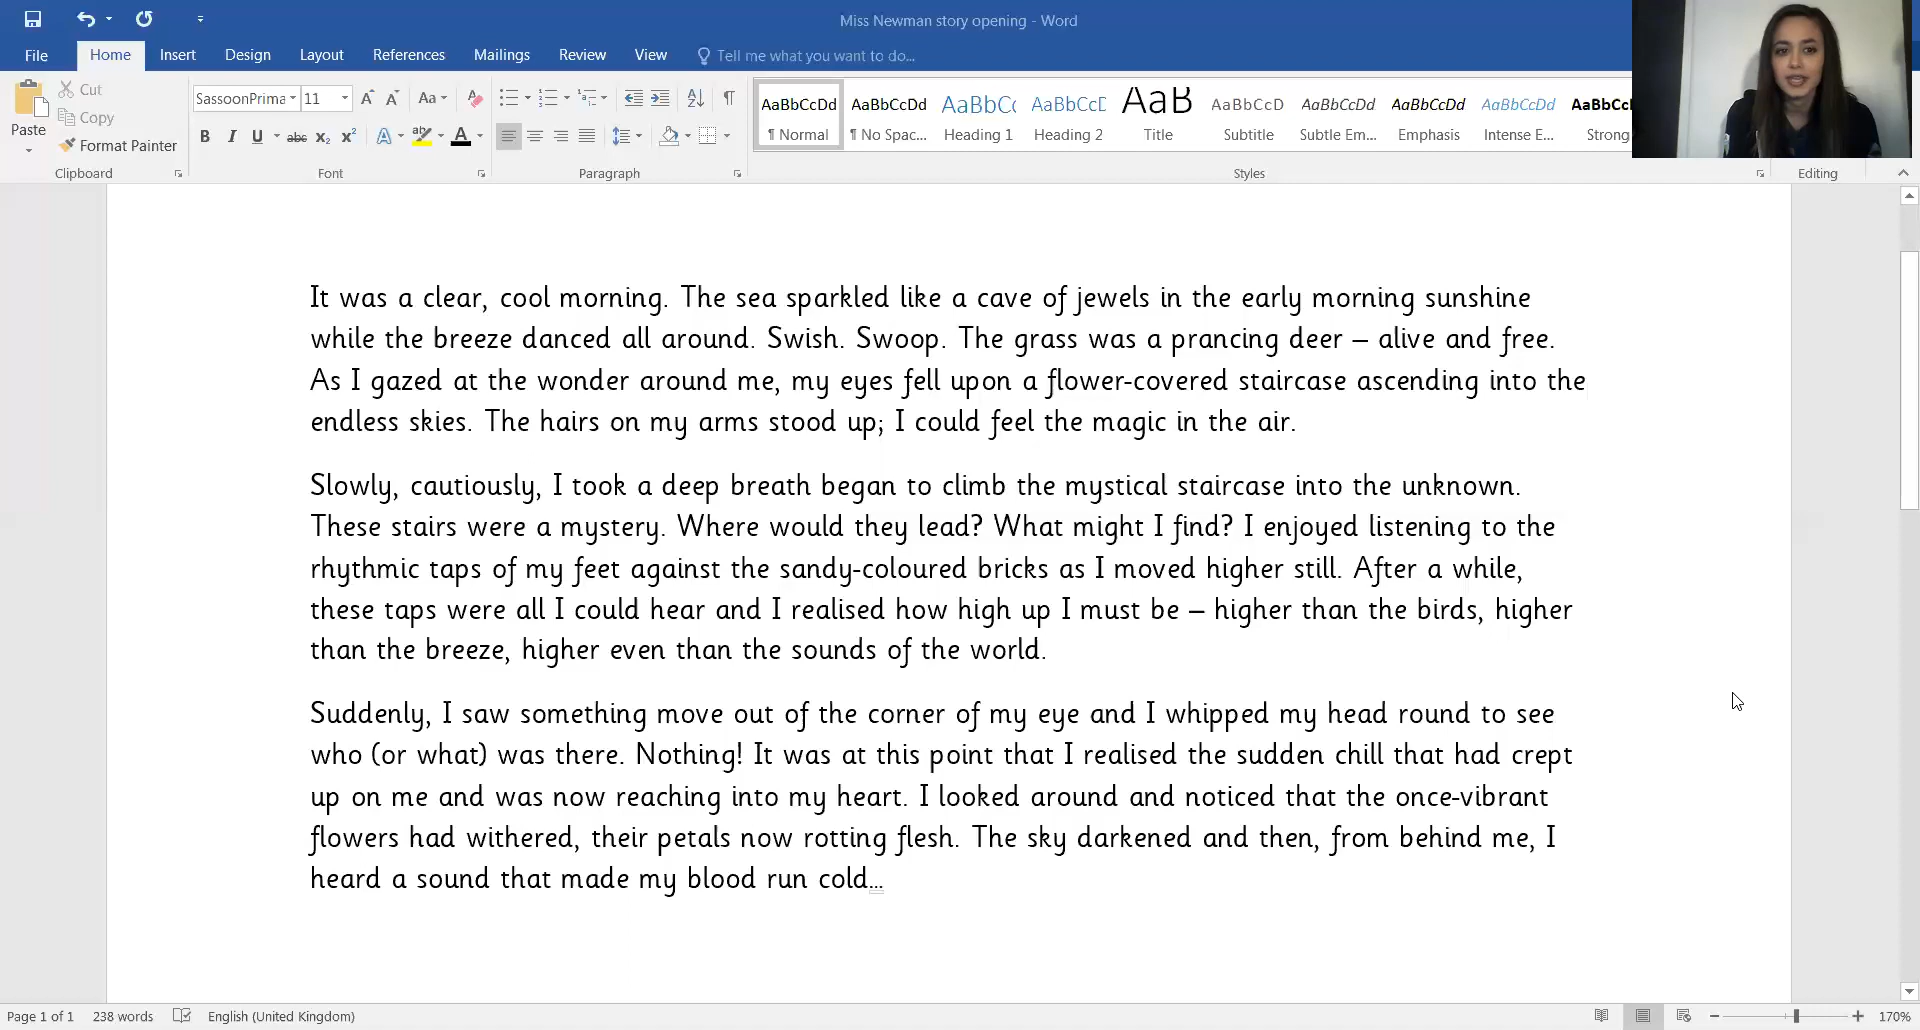 Miss Newman story opening - Word
File Home Insert Design Layout References Mailings Review View Tell me what you want to do...
Paste
Cut
Copy
Format Painter
Clipboard
SassoonPrima 11
Font
Paragraph
AaBbCcDd AaBbCcDd AaBbCc AaBbCcD AaB AaBbCcD AaBbCcDd AaBbCcDd AaBbCcDd AaBbCc
¶ Normal ¶ No Spac... Heading 1 Heading 2 Title Subtitle Subtle Em... Emphasis Intense E... Strong
Styles
Editing
It was a clear, cool morning. The sea sparkled like a cave of jewels in the early morning sunshine
while the breeze danced all around. Swish. Swoop. The grass was a prancing deer – alive and free.
As I gazed at the wonder around me, my eyes fell upon a flower-covered staircase ascending into the
endless skies. The hairs on my arms stood up; I could feel the magic in the air.
Slowly, cautiously, I took a deep breath began to climb the mystical staircase into the unknown.
These stairs were a mystery. Where would they lead? What might I find? I enjoyed listening to the
rhythmic taps of my feet against the sandy-coloured bricks as I moved higher still. After a while,
these taps were all I could hear and I realised how high up I must be – higher than the birds, higher
than the breeze, higher even than the sounds of the world.
Suddenly, I saw something move out of the corner of my eye and I whipped my head round to see
who (or what) was there. Nothing! It was at this point that I realised the sudden chill that had crept
up on me and was now reaching into my heart. I looked around and noticed that the once-vibrant
flowers had withered, their petals now rotting flesh. The sky darkened and then, from behind me, I
heard a sound that made my blood run cold...
Page 1 of 1 238 words English (United Kingdom) 170%